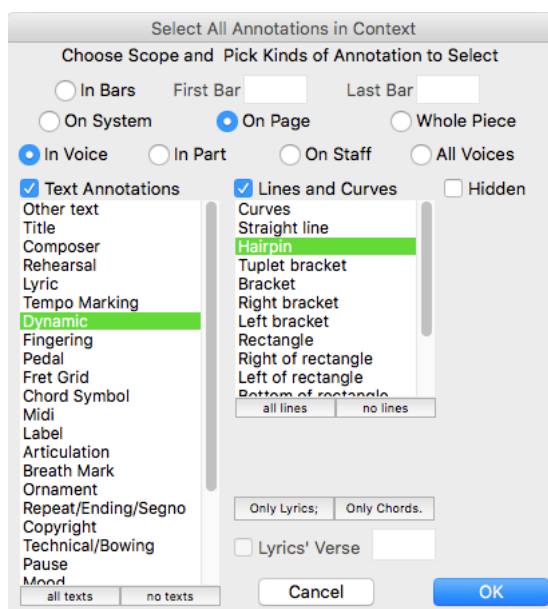 Select All Annotations in Context
Choose Scope and Pick Kinds of Annotation to Select
In Bars First Bar Last Bar
On System On Page Whole Piece
In Voice In Part On Staff All Voices
Text Annotations Lines and Curves Hidden
Other text
Title
Composer
Rehearsal
Lyric
Tempo Marking
Dynamic
Fingering
Pedal
Fret Grid
Chord Symbol
Midi
Label
Articulation
Breath Mark
Ornament
Repeat/Ending/Segno
Copyright
Technical/Bowing
Pause
Mood
all texts no texts
Curves
Straight line
Hairpin
Tuplet bracket
Bracket
Right bracket
Left bracket
Rectangle
Right of rectangle
Left of rectangle
Bottom of rectangle
all lines no lines
Only Lyrics; Only Chords.
Lyrics' Verse
Cancel OK